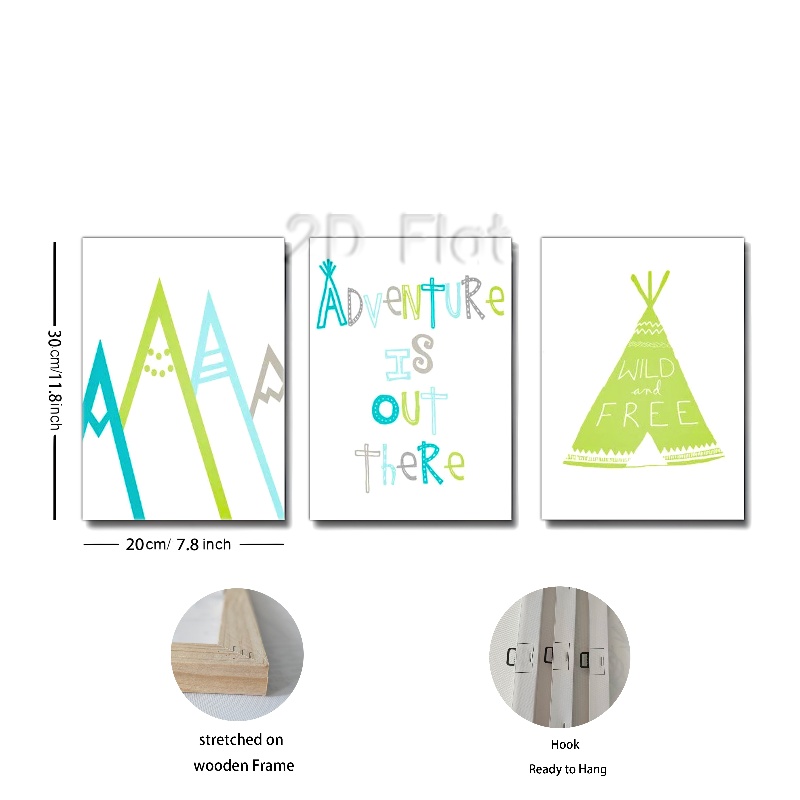 2D Flat
30cm/11.8inch
ADVENTURE
IS
OUT
THERE
WILD
and
FREE
20cm/ 7.8 inch
stretched on
wooden Frame
Hook
Ready to Hang